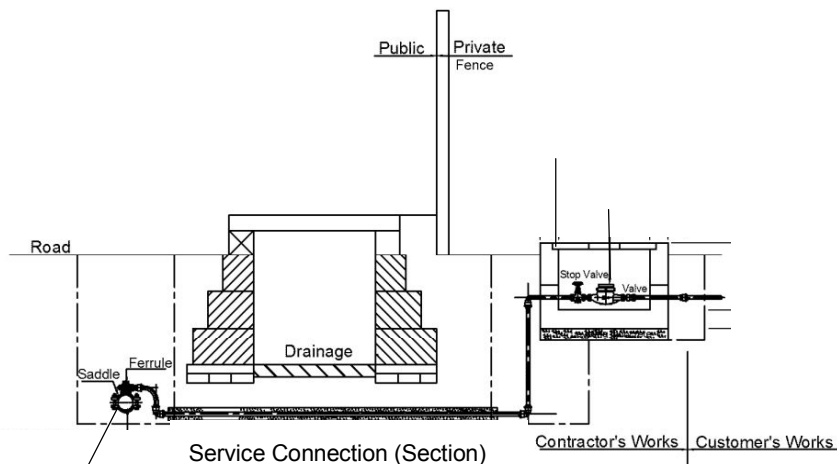 Public Private
Fence
Road
Stop Valve
Valve
Drainage
Ferrule
Saddle
Service Connection (Section)
Contractor's Works Customer's Works